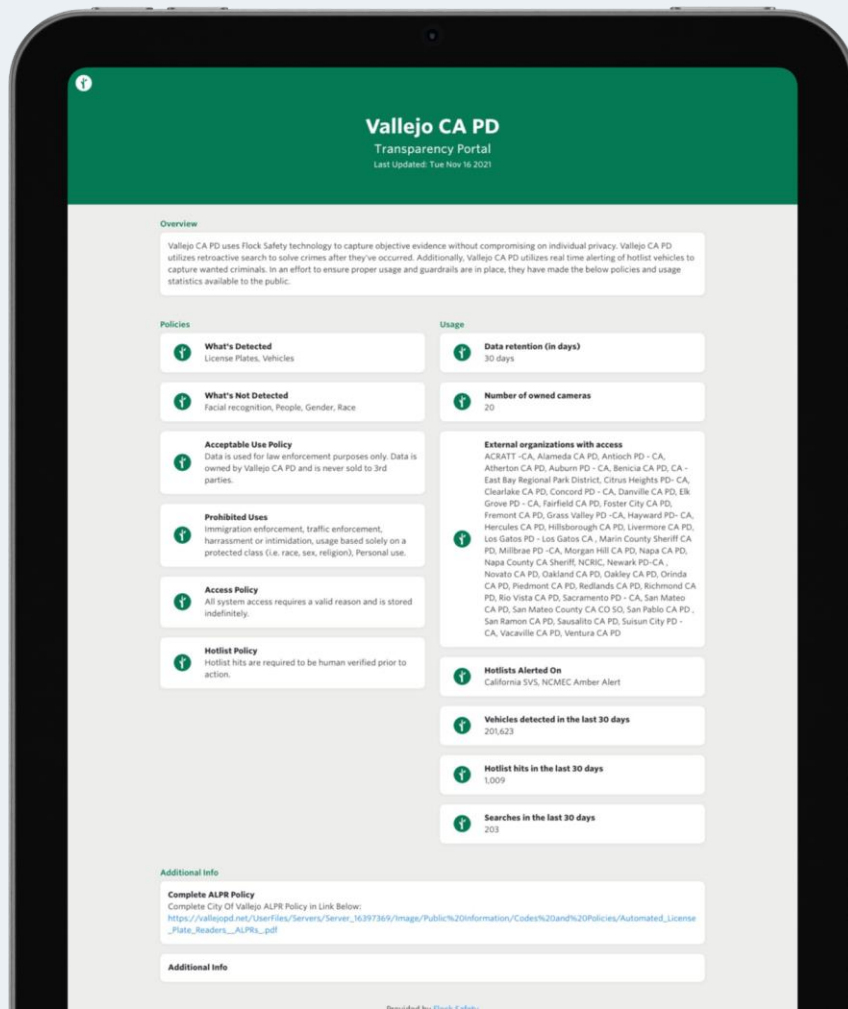 Vallejo CA PD
Transparency Portal
Last Updated: Tue Nov 16 2021
Overview
Vallejo CA PD uses Flock Safety technology to capture objective evidence without compromising on individual privacy. Vallejo CA PD
utilizes retroactive search to solve crimes after they've occurred. Additionally, Vallejo CA PD utilizes real time alerting of hotlist vehicles to
capture wanted criminals. In an effort to ensure proper usage and guardrails are in place, they have made the below policies and usage
statistics available to the public.
Policies
What's Detected
License Plates, Vehicles
What's Not Detected
Facial recognition, People, Gender, Race
Acceptable Use Policy
Data is used for law enforcement purposes only. Data is
owned by Vallejo CA PD and is never sold to 3rd
parties.
Prohibited Uses
Immigration enforcement, traffic enforcement,
harrassment or intimidation, usage based solely on a
protected class (i.e. race, sex, religion), Personal use.
Access Policy
All system access requires a valid reason and is stored
indefinitely.
Hotlist Policy
Hotlist hits are required to be human verified prior to
action.
Usage
Data retention (in days)
30 days
Number of owned cameras
20
External organizations with access
ACRATT -CA, Alameda CA PD, Antioch PD - CA,
Atherton CA PD, Auburn PD - CA, Benicia CA PD, CA -
East Bay Regional Park District, Citrus Heights PD- CA,
Clearlake CA PD, Concord PD - CA, Danville CA PD, Elk
Grove PD - CA, Fairfield CA PD, Foster City CA PD,
Fremont CA PD, Grass Valley PD -CA, Hayward PD- CA,
Hercules CA PD, Hillsborough CA PD, Livermore CA PD,
Los Gatos PD - Los Gatos CA , Marin County Sheriff CA
PD, Millbrae PD -CA, Morgan Hill CA PD, Napa CA PD,
Napa County CA Sheriff, NCRIC, Newark PD-CA ,
Novato CA PD, Oakland CA PD, Oakley CA PD, Orinda
CA PD, Piedmont CA PD, Redlands CA PD, Richmond CA
PD, Rio Vista CA PD, Sacramento PD - CA, San Mateo
CA PD, San Mateo County CA CO SO, San Pablo CA PD ,
San Ramon CA PD, Sausalito CA PD, Suisun City PD -
CA, Vacaville CA PD, Ventura CA PD
Hotlists Alerted On
California SVS, NCMEC Amber Alert
Vehicles detected in the last 30 days
201,623
Hotlist hits in the last 30 days
1,009
Searches in the last 30 days
203
Additional Info
Complete ALPR Policy
Complete City Of Vallejo ALPR Policy in Link Below:
https://vallejopd.net/UserFiles/Servers/Server_16397369/Image/Public%20Information/Codes%20and%20Policies/Automated_License
_Plate_Readers__ALPRs_.pdf
Additional Info
Provided by Flock Safety